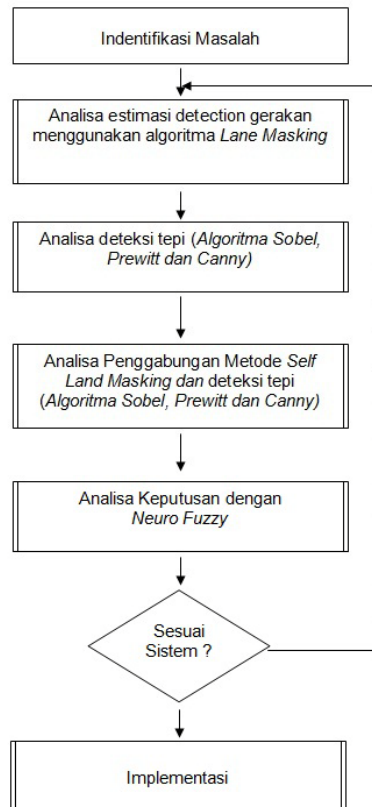 Indentifikasi Masalah
Analisa estimasi detection gerakan
menggunakan algoritma Lane Masking
Analisa deteksi tepi (Algoritma Sobel,
Prewitt dan Canny)
Analisa Penggabungan Metode Self
Land Masking dan deteksi tepi
(Algoritma Sobel, Prewitt dan Canny)
Analisa Keputusan dengan
Neuro Fuzzy
Sesuai
Sistem ?
Implementasi